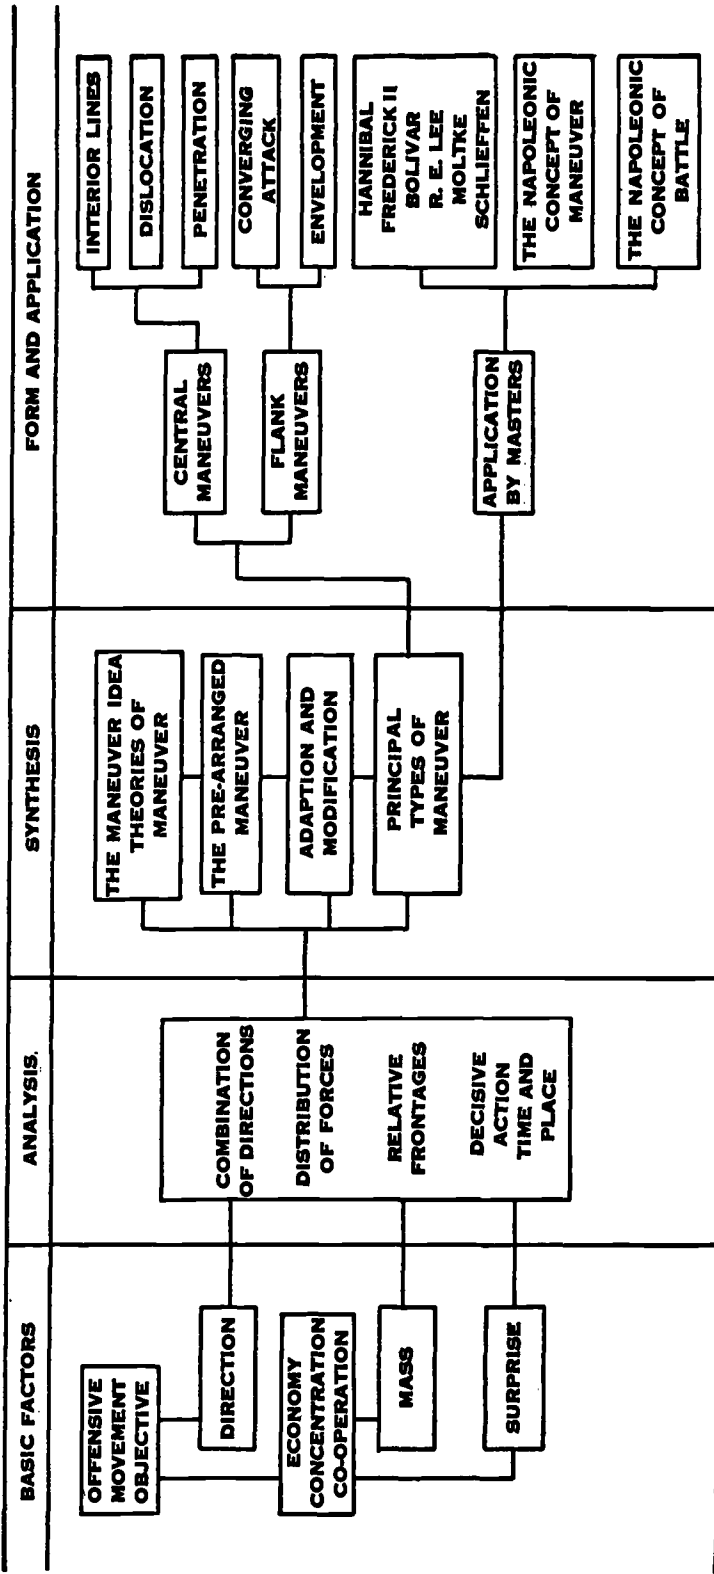 BASIC FACTORS
ANALYSIS.
SYNTHESIS
FORM AND APPLICATION
OFFENSIVE
MOVEMENT
OBJECTIVE
DIRECTION
ECONOMY
CONCENTRATION
CO-OPERATION
MASS
SURPRISE
COMBINATION
OF DIRECTIONS
DISTRIBUTION
OF FORCES
RELATIVE
FRONTAGES
DECISIVE
ACTION
TIME AND
PLACE
THE MANEUVER IDEA
THEORIES OF
MANEUVER
THE PRE-ARRANGED
MANEUVER
ADAPTION AND
MODIFICATION
PRINCIPAL
TYPES OF
MANEUVER
CENTRAL
MANEUVERS
FLANK
MANEUVERS
APPLICATION
BY MASTERS
INTERIOR LINES
DISLOCATION
PENETRATION
CONVERGING
ATTACK
ENVELOPMENT
HANNIBAL
FREDERICK II
BOLIVAR
R. E. LEE
MOLTKE
SCHLIEFFEN
THE NAPOLEONIC
CONCEPT OF
MANEUVER
THE NAPOLEONIC
CONCEPT OF
BATTLE